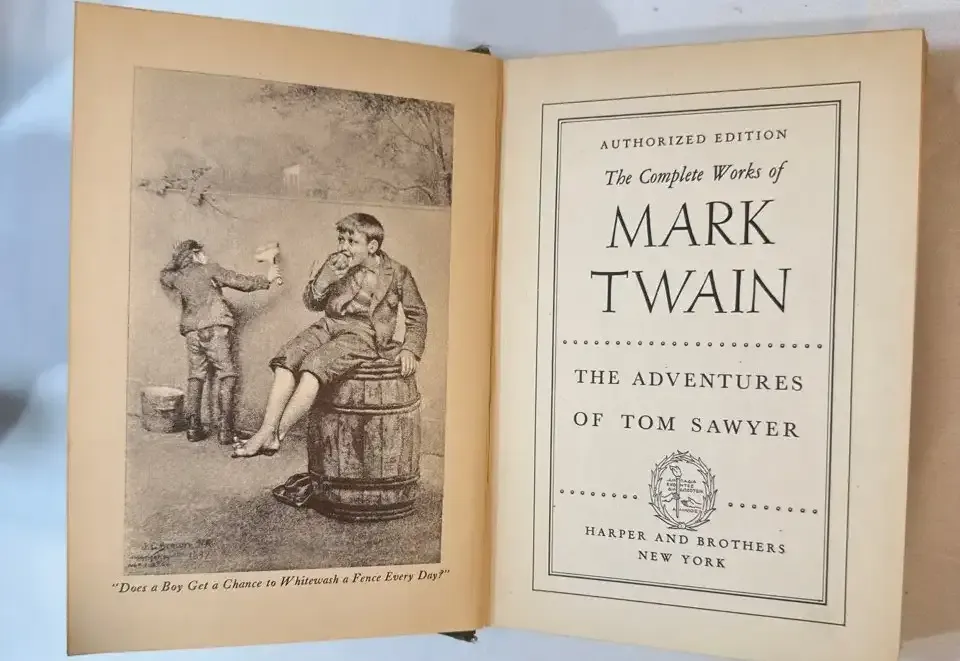 "Does a Boy Get a Chance to Whitewash a Fence Every Day?"
AUTHORIZED EDITION
The Complete Works of
MARK
TWAIN
THE ADVENTURES
OF TOM SAWYER
HARPER AND BROTHERS
NEW YORK